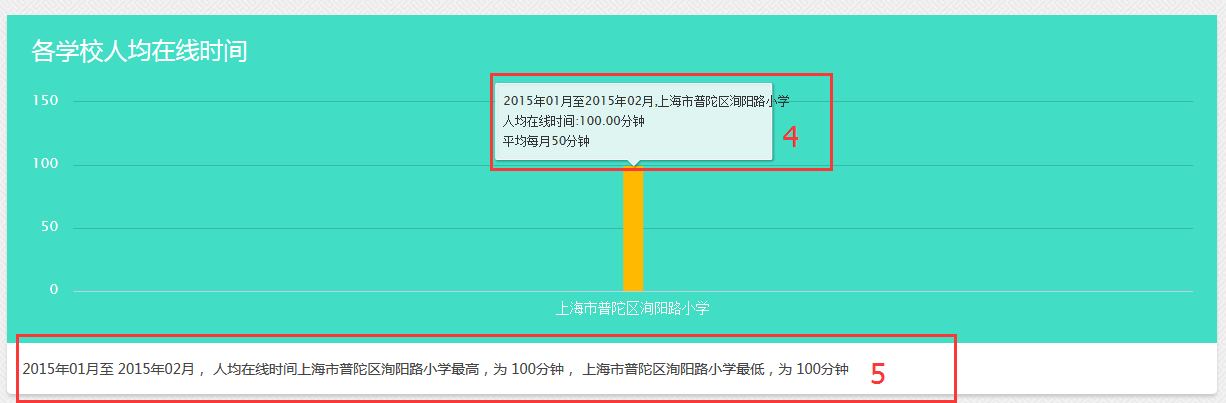 各学校人均在线时间
150
2015年01月至2015年02月,上海市普陀区洵阳路小学
人均在线时间:100.00分钟
平均每月50分钟
4
100
50
0
上海市普陀区洵阳路小学
2015年01月至 2015年02月， 人均在线时间上海市普陀区洵阳路小学最高，为 100分钟， 上海市普陀区洵阳路小学最低，为 100分钟
5